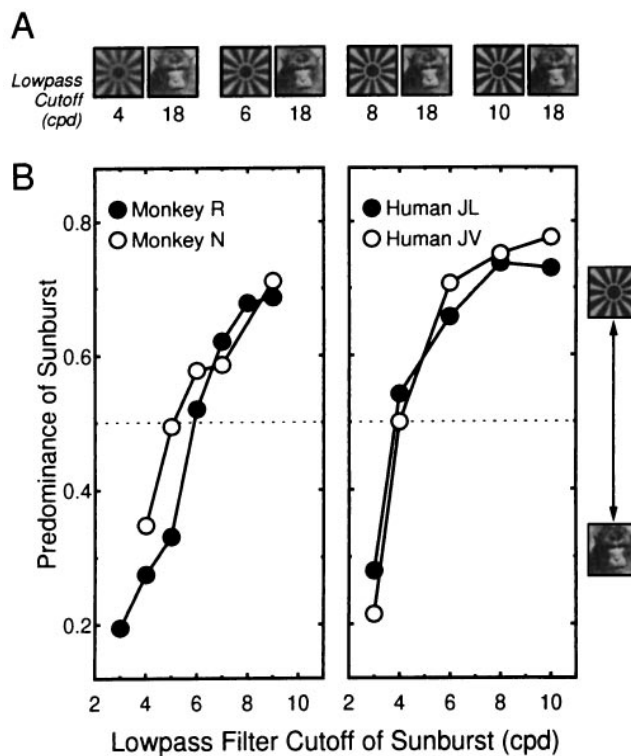 A
Lowpass
Cutoff
(cpd)
4 18 6 18 8 18 10 18
B
Monkey R
Monkey N
Human JL
Human JV
0.8
0.6
0.4
0.2
Predominance of Sunburst
2 4 6 8 10 2 4 6 8 10
Lowpass Filter Cutoff of Sunburst (cpd)